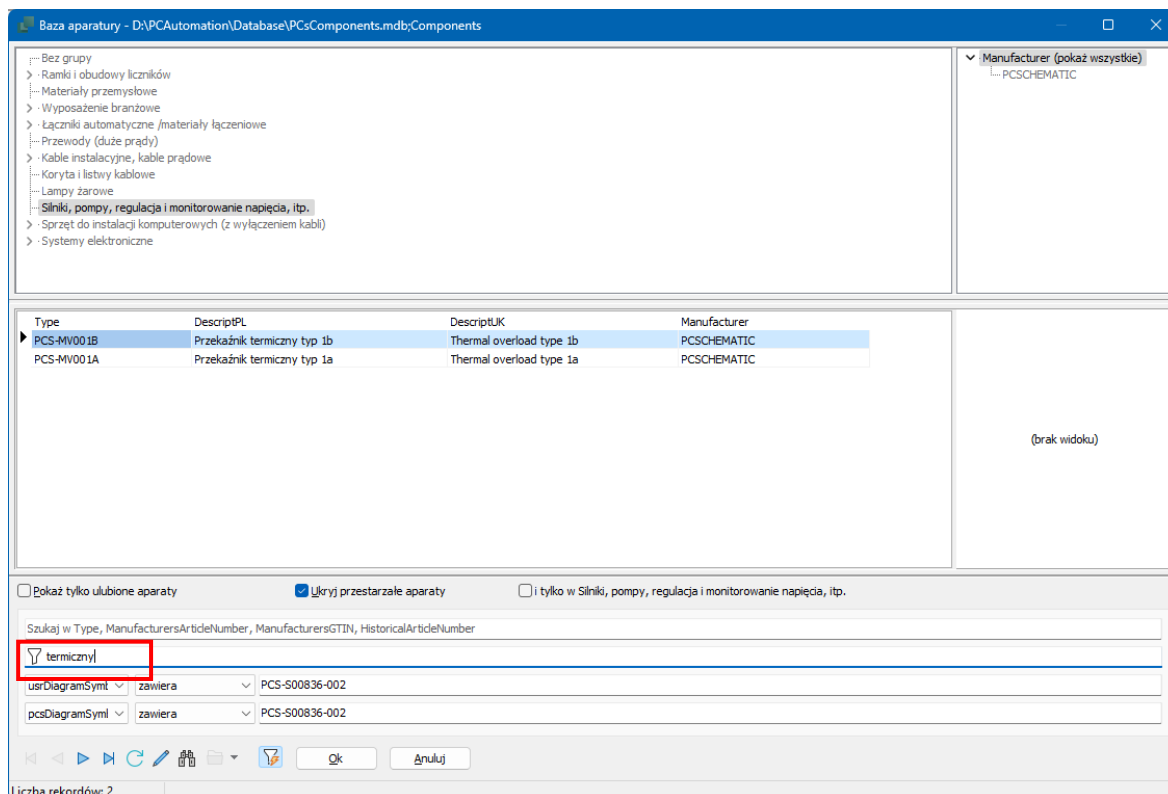 Baza aparatury - D:\PCAutomation\Database\PCsComponents.mdb;Components
Bez grupy
Ramki i obudowy liczników
Materiały przemysłowe
Wyposażenie branżowe
Łączniki automatyczne /materiały łączeniowe
Przewody (duże prądy)
Kable instalacyjne, kable prądowe
Koryta i listwy kablowe
Lampy żarowe
Silniki, pompy, regulacja i monitorowanie napięcia, itp.
Sprzęt do instalacji komputerowych (z wyłączeniem kabli)
Systemy elektroniczne
Manufacturer (pokaż wszystkie)
PCSCHEMATIC
Type DescriptPL DescriptUK Manufacturer
PCS-MV001B Przekaźnik termiczny typ 1b Thermal overload type 1b PCSCHEMATIC
PCS-MV001A Przekaźnik termiczny typ 1a Thermal overload type 1a PCSCHEMATIC
(brak widoku)
Pokaż tylko ulubione aparaty Ukryj przestarzałe aparaty i tylko w Silniki, pompy, regulacja i monitorowanie napięcia, itp.
Szukaj w Type, ManufacturersArticleNumber, ManufacturersGTIN, HistoricalArticleNumber
termiczny
usrDiagramSyml zawiera PCS-S00836-002
pcsDiagramSyml zawiera PCS-S00836-002
Ok Anuluj
Liczba rekordów: 2